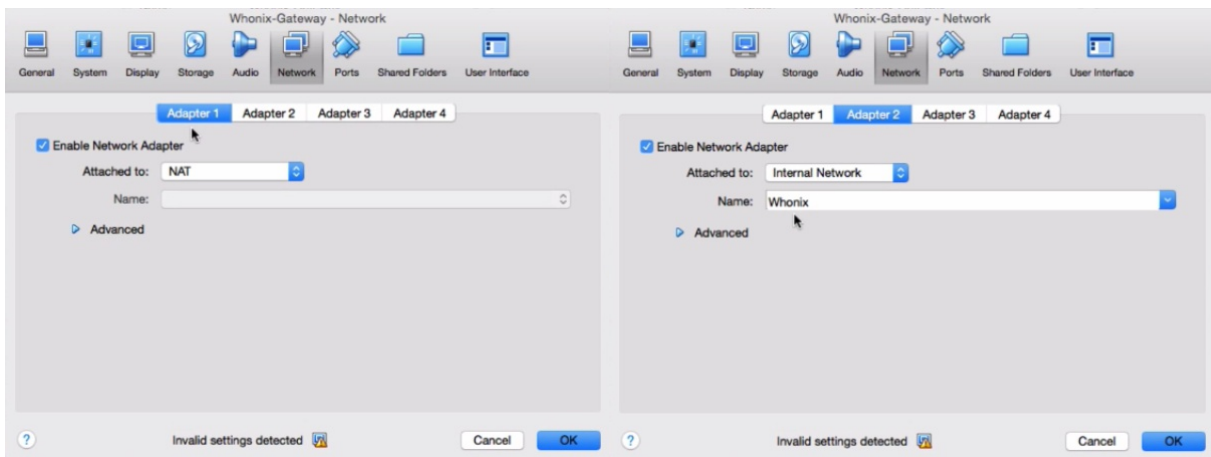 Whonix-Gateway - Network
General System Display Storage Audio Network Ports Shared Folders User Interface
Adapter 1 Adapter 2 Adapter 3 Adapter 4
Enable Network Adapter
Attached to: NAT
Name:
Advanced
? Invalid settings detected Cancel OK
Whonix-Gateway - Network
General System Display Storage Audio Network Ports Shared Folders User Interface
Adapter 1 Adapter 2 Adapter 3 Adapter 4
Enable Network Adapter
Attached to: Internal Network
Name: Whonix
Advanced
? Invalid settings detected Cancel OK